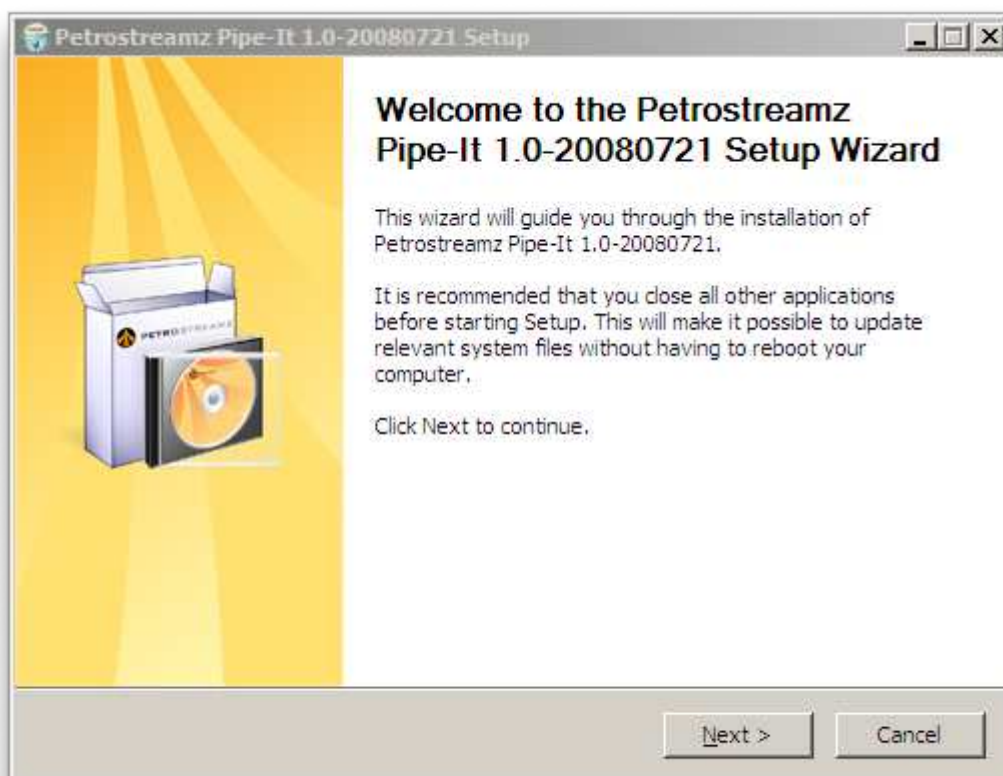 Petrostreamz Pipe-It 1.0-20080721 Setup
Welcome to the Petrostreamz
Pipe-It 1.0-20080721 Setup Wizard
This wizard will guide you through the installation of
Petrostreamz Pipe-It 1.0-20080721.
It is recommended that you close all other applications
before starting Setup. This will make it possible to update
relevant system files without having to reboot your
computer.
Click Next to continue.
PETROSTREAMZ
Next >
Cancel